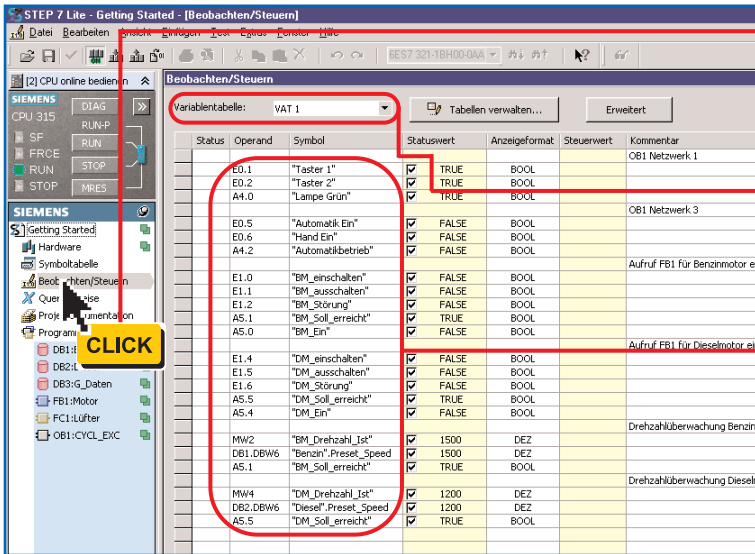 STEP 7 Lite - Getting Started - [Beobachten/Steuern]
Datei Bearbeiten Ansicht Einfügen Test Extras Fenster Hilfe
6ES7 321-1BH00-0AA
[2] CPU online bedienen
SIEMENS
CPU 315
SF
FRCE
RUN
STOP
DIAG
RUN-P
RUN
STOP
MRES
SIEMENS
Getting Started
Hardware
Symboltabelle
Beobachten/Steuern
DB1:
DB2:
DB3:G_Daten
FB1:Motor
FC1:Lüfter
OB1:CYCL_EXC
CLICK
Beobachten/Steuern
Variablentabelle: VAT 1 Tabellen verwalten... Erweitert
Status Operand Symbol Statuswert Anzeigeformat Steuerwert Kommentar
OB1 Netzwerk 1
E0.1 "Taster 1" TRUE BOOL
E0.2 "Taster 2" TRUE BOOL
A4.0 "Lampe Grün" TRUE BOOL
OB1 Netzwerk 3
E0.5 "Automatik Ein" FALSE BOOL
E0.6 "Hand Ein" FALSE BOOL
A4.2 "Automatikbetrieb" FALSE BOOL
Aufruf FB1 für Benzinmotor e
E1.0 "BM_einschalten" FALSE BOOL
E1.1 "BM_ausschalten" FALSE BOOL
E1.2 "BM_Störung" FALSE BOOL
A5.1 "BM_Soll_erreicht" TRUE BOOL
A5.0 "BM_Ein" FALSE BOOL
Aufruf FB1 für Dieselmotor ei
E1.4 "DM_einschalten" FALSE BOOL
E1.5 "DM_ausschalten" FALSE BOOL
E1.6 "DM_Störung" FALSE BOOL
A5.5 "DM_Soll_erreicht" TRUE BOOL
A5.4 "DM_Ein" FALSE BOOL
Drehzahlüberwachung Benzin
MW2 "BM_Drehzahl_Ist" 1500 DEZ
DB1.DBW6 "Benzin".Preset_Speed 1500 DEZ
A5.1 "BM_Soll_erreicht" TRUE BOOL
Drehzahlüberwachung Diesel
MW4 "DM_Drehzahl_Ist" 1200 DEZ
DB2.DBW6 "Diesel".Preset_Speed 1200 DEZ
A5.5 "DM_Soll_erreicht" TRUE BOOL